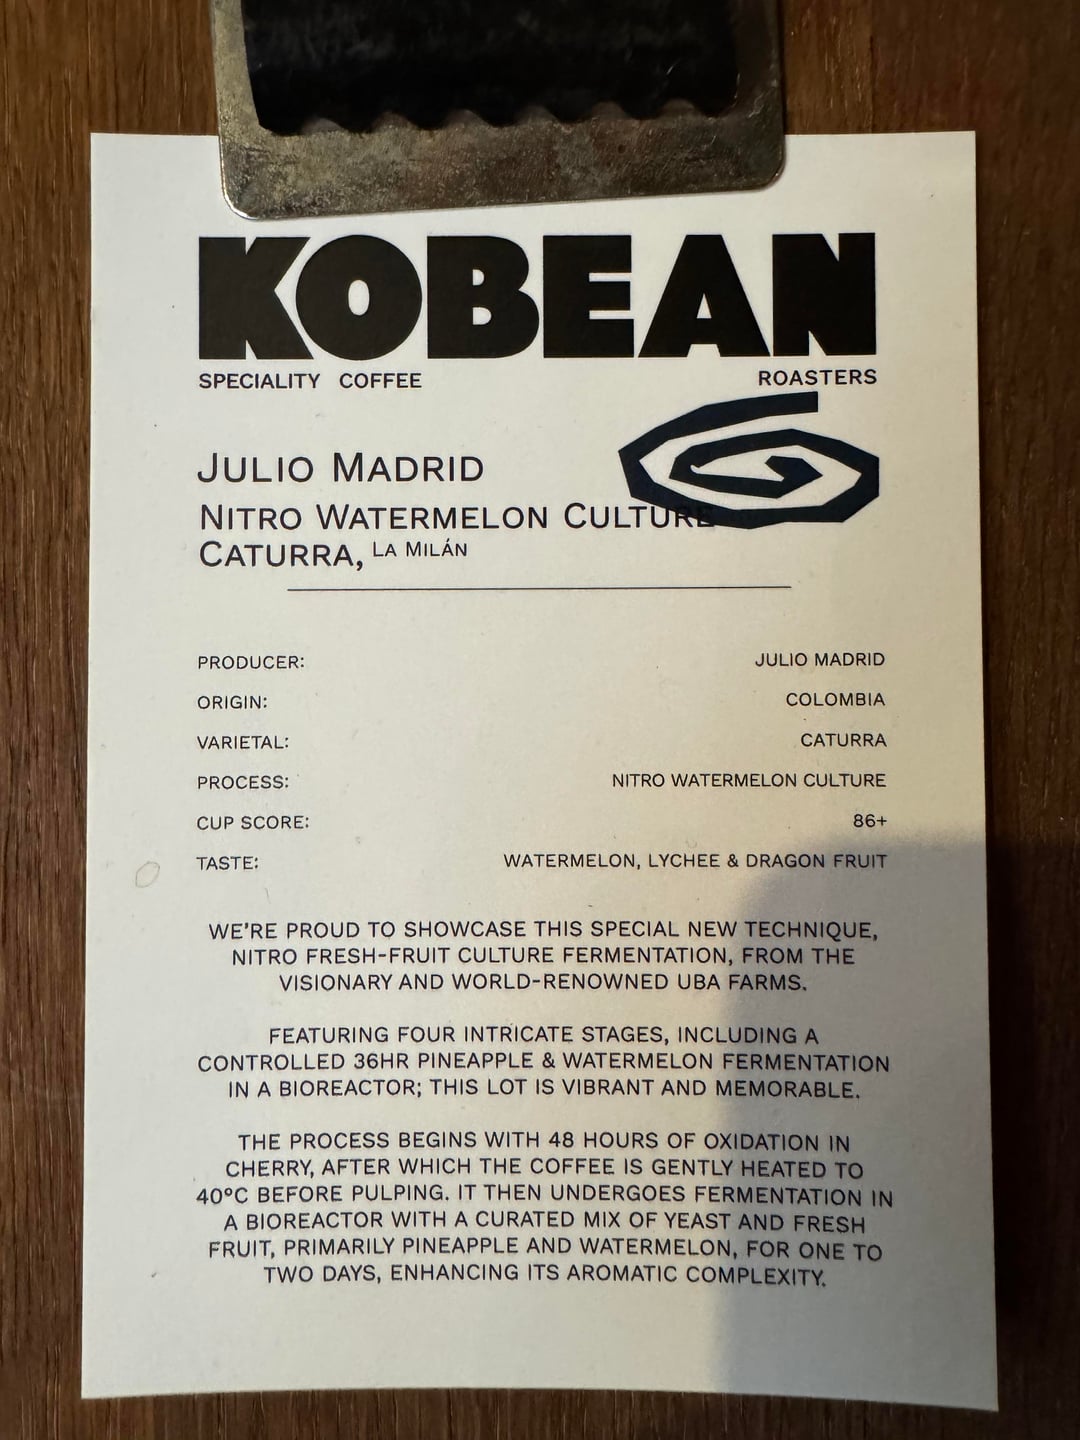 KOBEAN
SPECIALITY COFFEE ROASTERS
JULIO MADRID
NITRO WATERMELON CULTURE
CATURRA, LA MILÁN
PRODUCER: JULIO MADRID
ORIGIN: COLOMBIA
VARIETAL: CATURRA
PROCESS: NITRO WATERMELON CULTURE
CUP SCORE: 86+
TASTE: WATERMELON, LYCHEE & DRAGON FRUIT
WE'RE PROUD TO SHOWCASE THIS SPECIAL NEW TECHNIQUE,
NITRO FRESH-FRUIT CULTURE FERMENTATION, FROM THE
VISIONARY AND WORLD-RENOWNED UBA FARMS.
FEATURING FOUR INTRICATE STAGES, INCLUDING A
CONTROLLED 36HR PINEAPPLE & WATERMELON FERMENTATION
IN A BIOREACTOR; THIS LOT IS VIBRANT AND MEMORABLE.
THE PROCESS BEGINS WITH 48 HOURS OF OXIDATION IN
CHERRY, AFTER WHICH THE COFFEE IS GENTLY HEATED TO
40°C BEFORE PULPING. IT THEN UNDERGOES FERMENTATION IN
A BIOREACTOR WITH A CURATED MIX OF YEAST AND FRESH
FRUIT, PRIMARILY PINEAPPLE AND WATERMELON, FOR ONE TO
TWO DAYS, ENHANCING ITS AROMATIC COMPLEXITY.